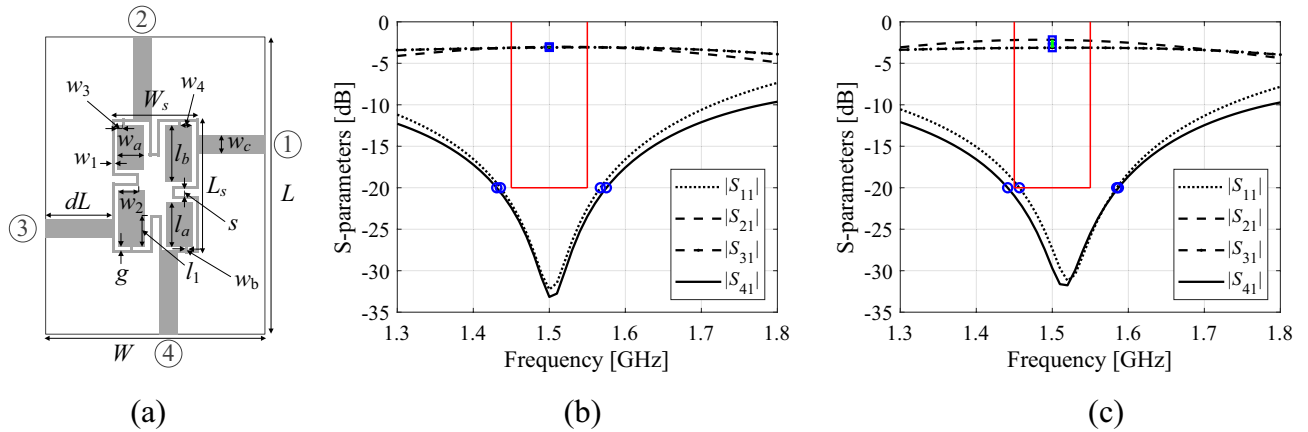 ②
w₃
Wₛ
w₄
wₐ
w₁
l_b
w_c
①
dL
w₂
Lₛ
L
③
lₐ
s
g
l₁
w_b
W
④
(a)
0
-5
-10
-15
-20
-25
-30
-35
S-parameters [dB]
|S₁₁|
|S₂₁|
|S₃₁|
|S₄₁|
1.3 1.4 1.5 1.6 1.7 1.8
Frequency [GHz]
(b)
0
-5
-10
-15
-20
-25
-30
-35
S-parameters [dB]
|S₁₁|
|S₂₁|
|S₃₁|
|S₄₁|
1.3 1.4 1.5 1.6 1.7 1.8
Frequency [GHz]
(c)